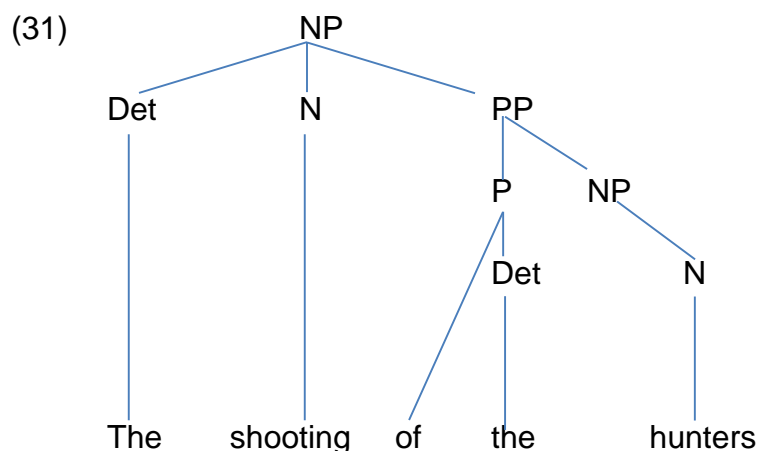 (31) NP
Det N PP
P NP
Det N
The shooting of the hunters